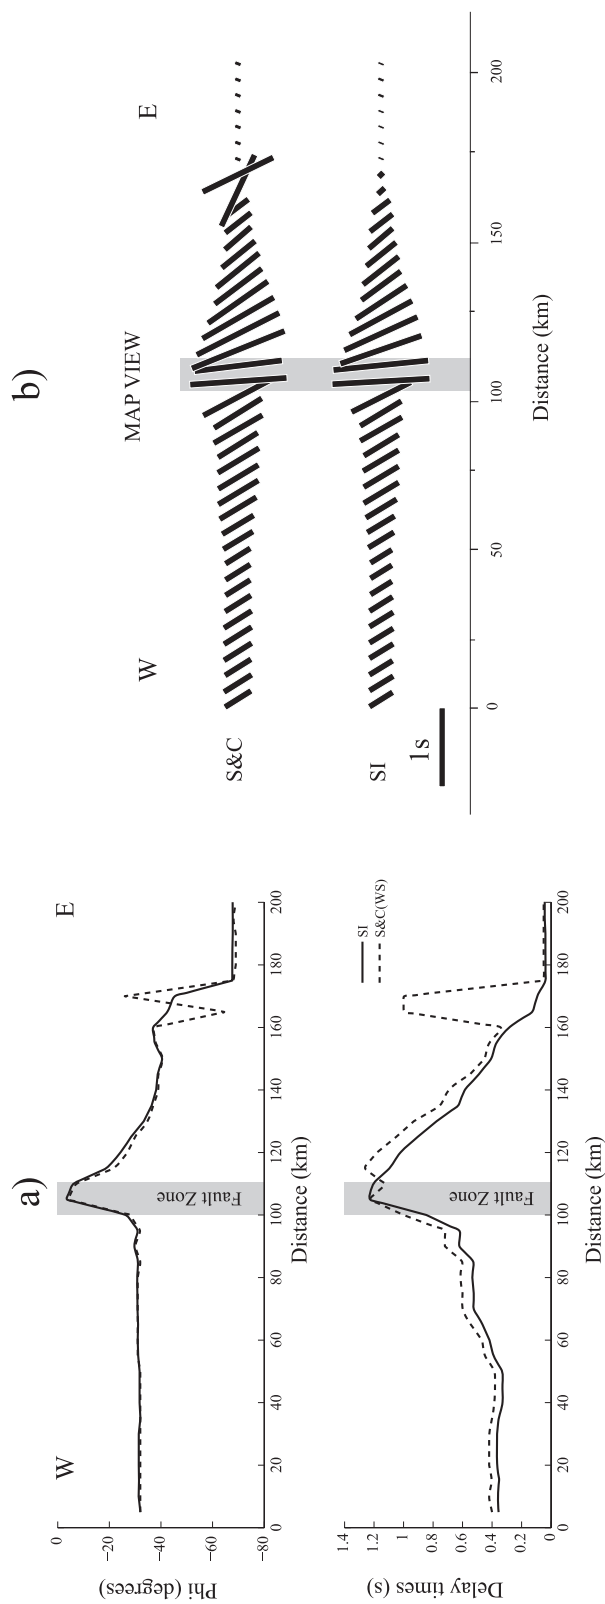 a)
W
E
0
−20
−40
−60
−80
Phi (degrees)
Fault Zone
0
20
40
60
80
100
120
140
160
180
200
Distance (km)
1.4
1.2
1
0.8
0.6
0.4
0.2
0
Delay times (s)
Fault Zone
SI
S&C(WS)
0
20
40
60
80
100
120
140
160
180
200
Distance (km)
b)
MAP VIEW
W
E
S&C
SI
1s
0
50
100
150
200
Distance (km)